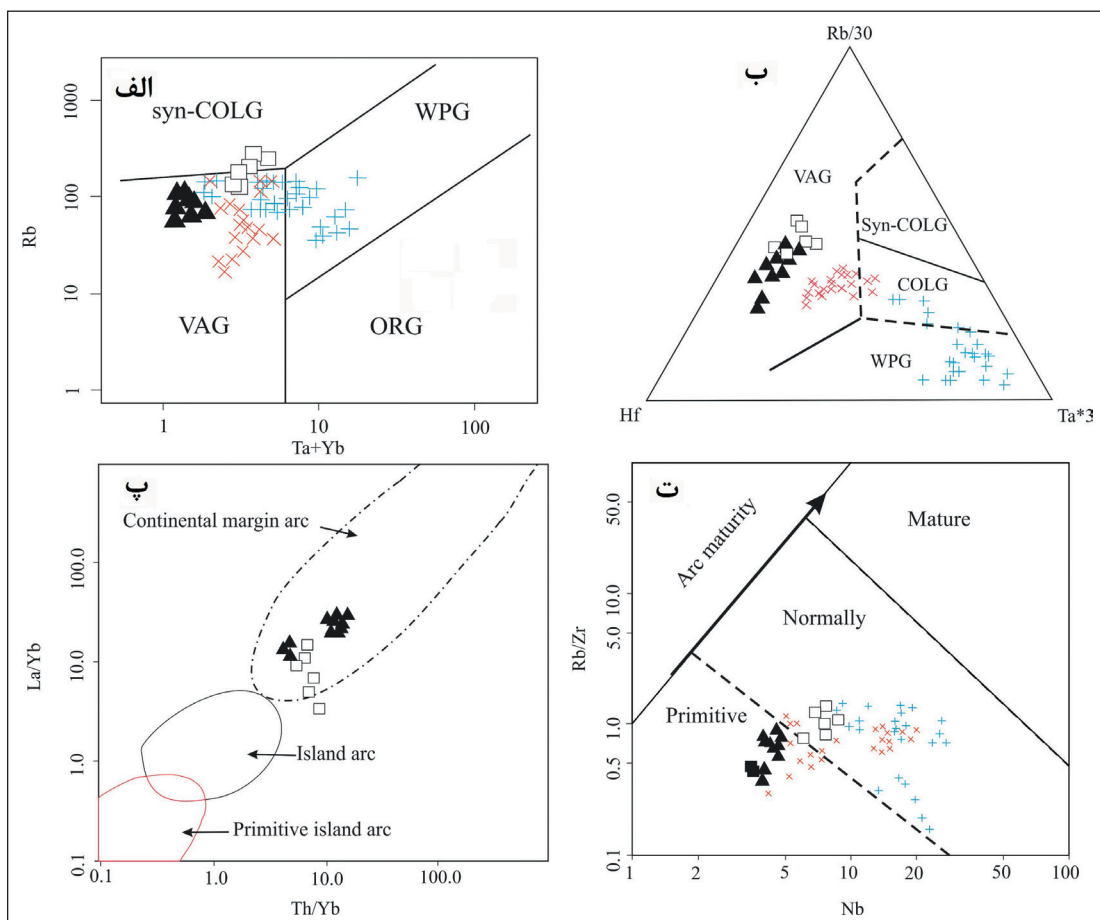 الف
syn-COLG
WPG
VAG
ORG
Rb
1000
100
10
1
1
10
100
Ta+Yb
ب
Rb/30
VAG
Syn-COLG
COLG
WPG
Hf
Ta*3
پ
Continental margin arc
Island arc
Primitive island arc
La/Yb
100.0
10.0
1.0
0.1
0.1
1.0
10.0
100.0
Th/Yb
ت
Arc maturity
Mature
Normally
Primitive
Rb/Zr
50.0
10.0
5.0
1.0
0.5
0.1
1
5
10
20
50
100
Nb